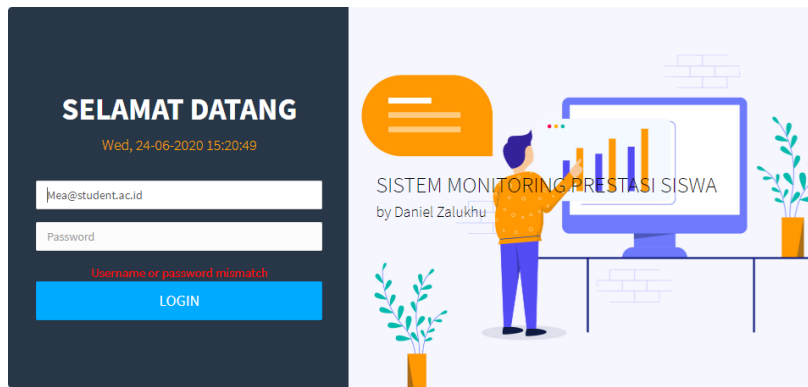 SELAMAT DATANG
Wed, 24-06-2020 15:20:49
Mea@student.ac.id
Password
Username or password mismatch
LOGIN
SISTEM MONITORING PRESTASI SISWA
by Daniel Zalukhu